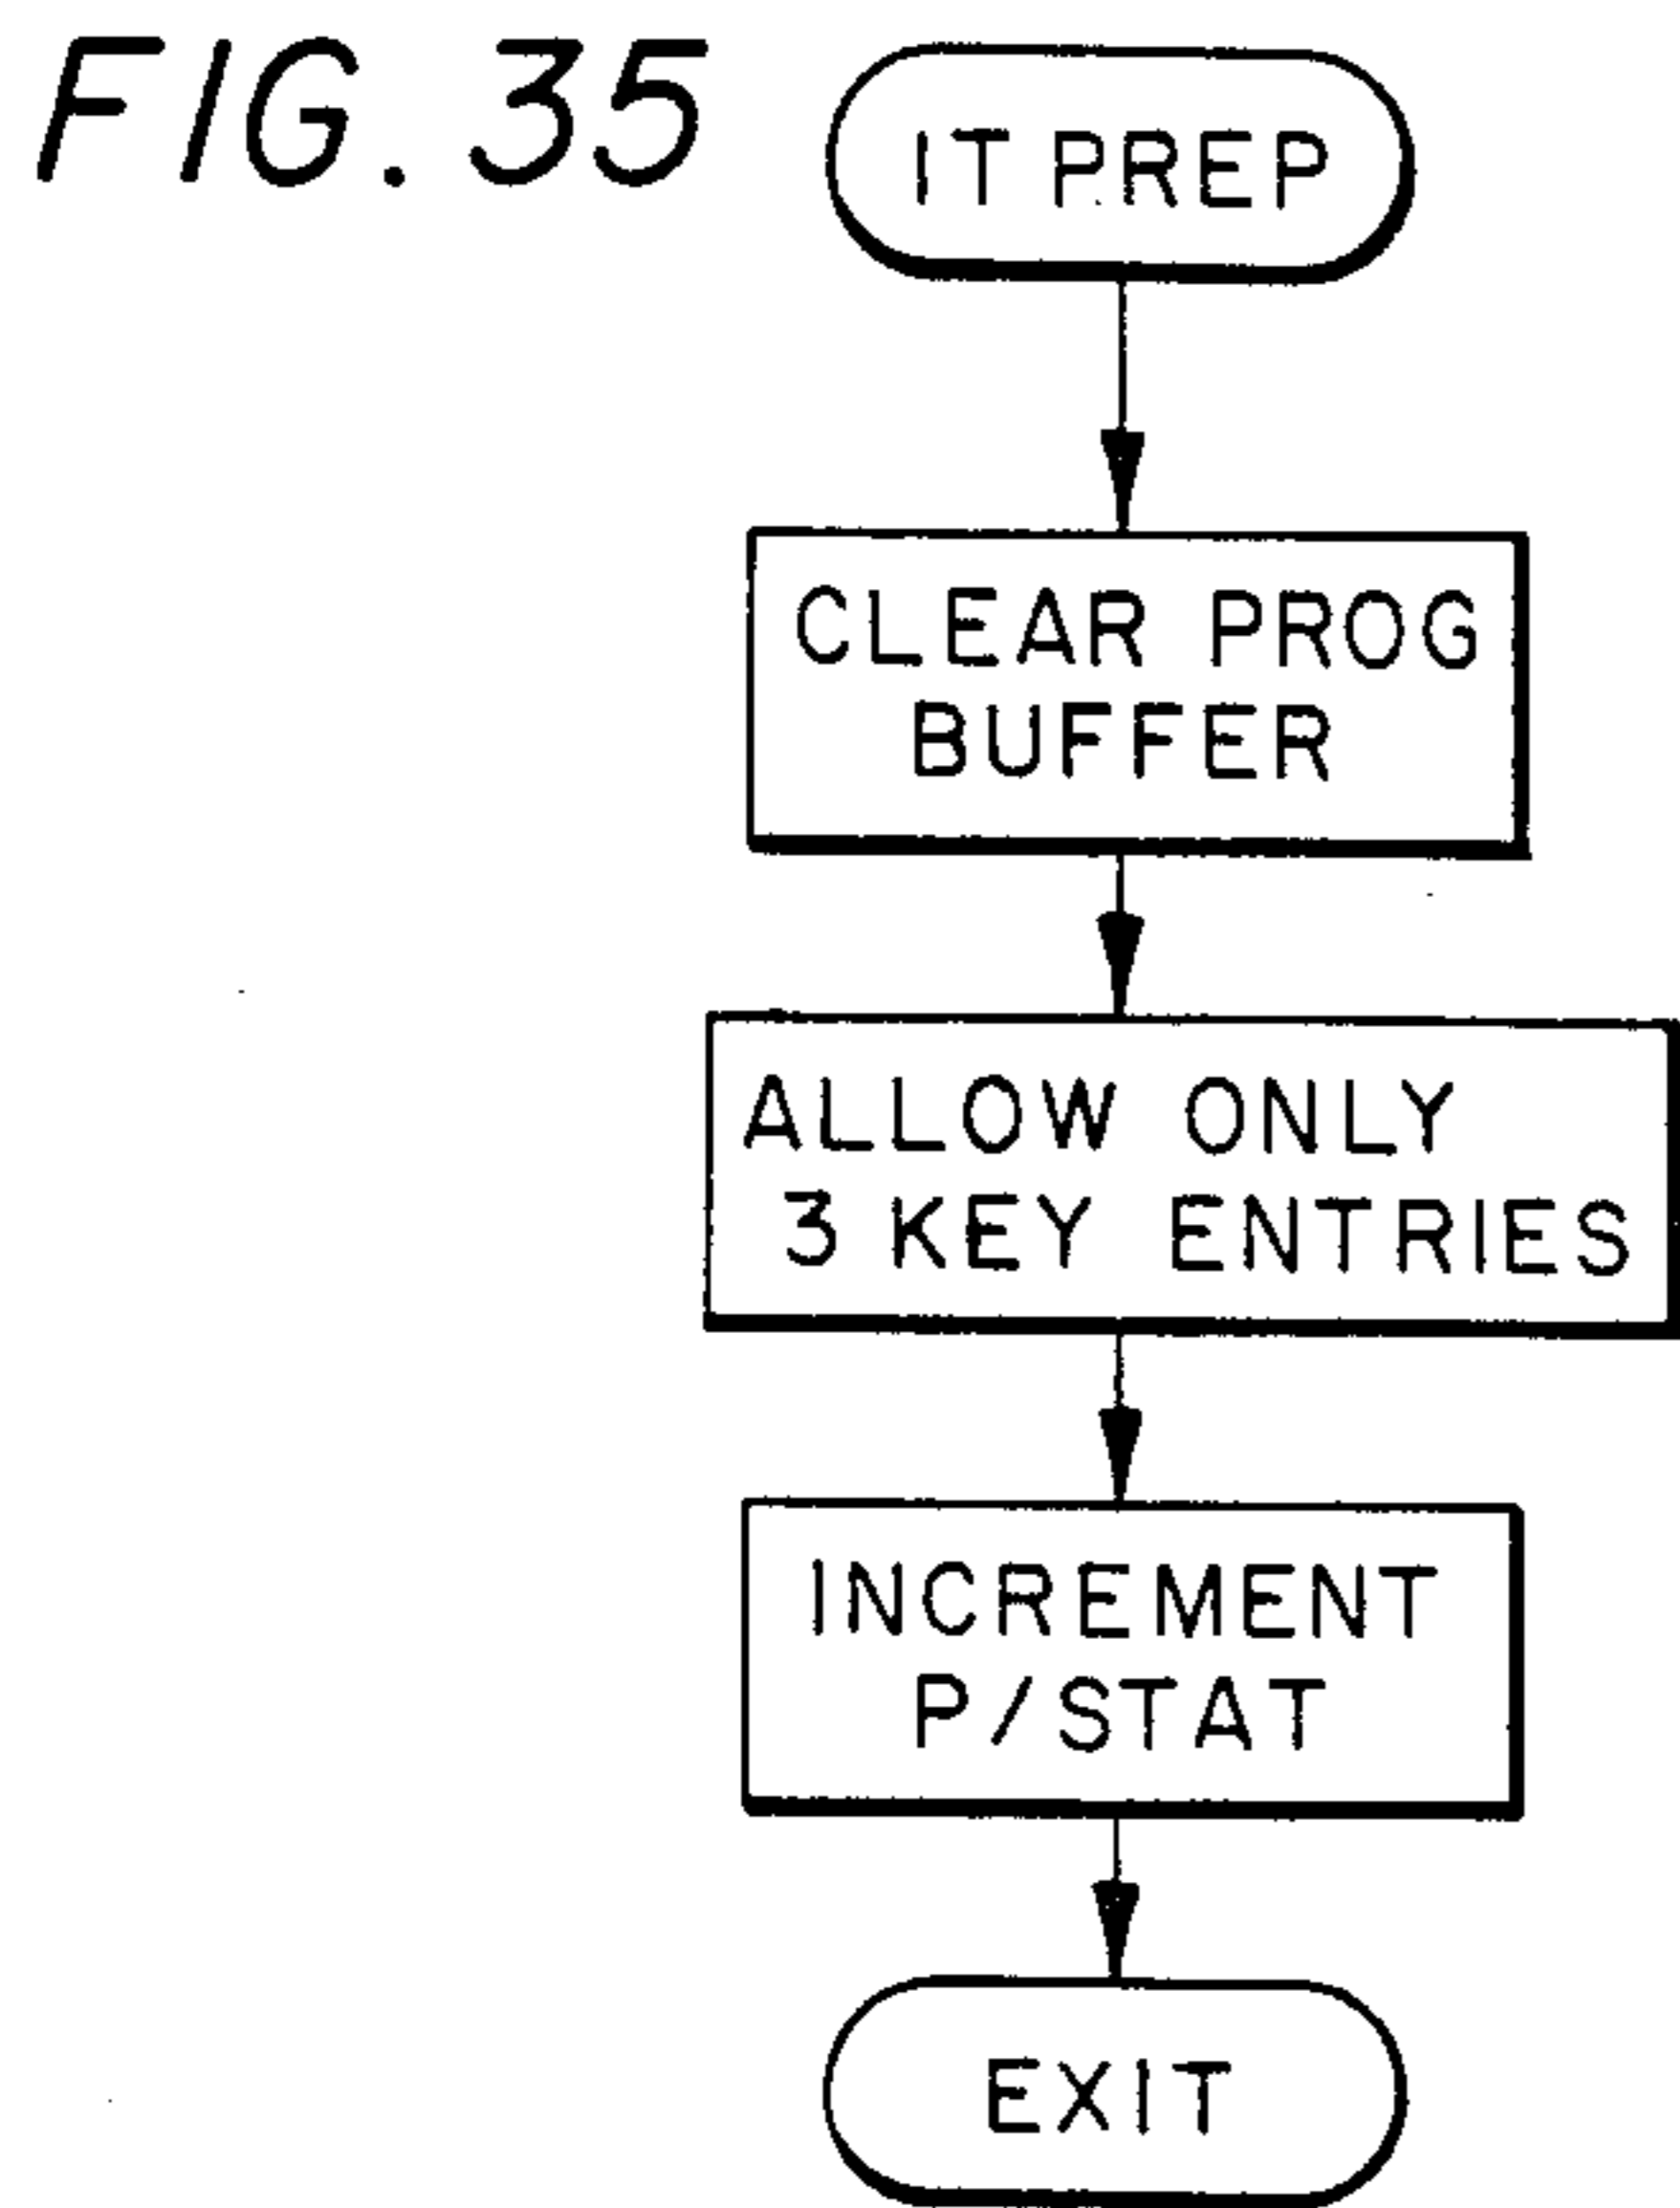 FIG. 35
IT PREP
CLEAR PROG
BUFFER
ALLOW ONLY
3 KEY ENTRIES
INCREMENT
P/STAT
EXIT